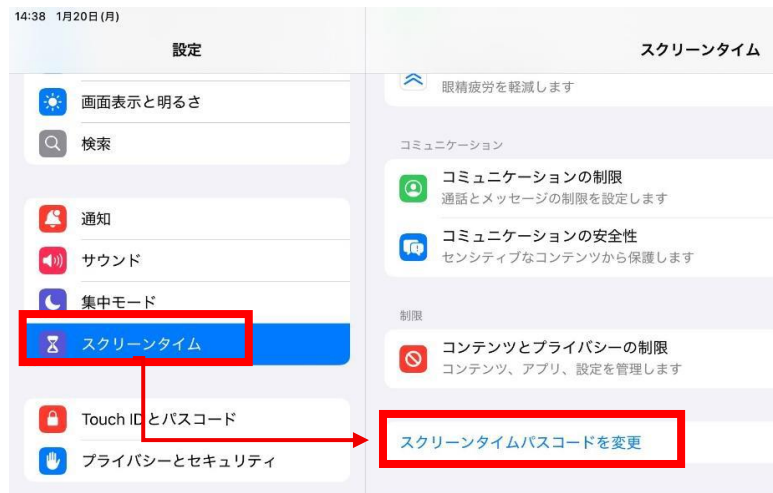 14:38 1月20日(月)
設定
画面表示と明るさ
検索
通知
サウンド
集中モード
スクリーンタイム
Touch IDとパスコード
プライバシーとセキュリティ
スクリーンタイム
眼精疲労を軽減します
コミュニケーション
コミュニケーションの制限
通話とメッセージの制限を設定します
コミュニケーションの安全性
センシティブなコンテンツから保護します
制限
コンテンツとプライバシーの制限
コンテンツ、アプリ、設定を管理します
スクリーンタイムパスコードを変更